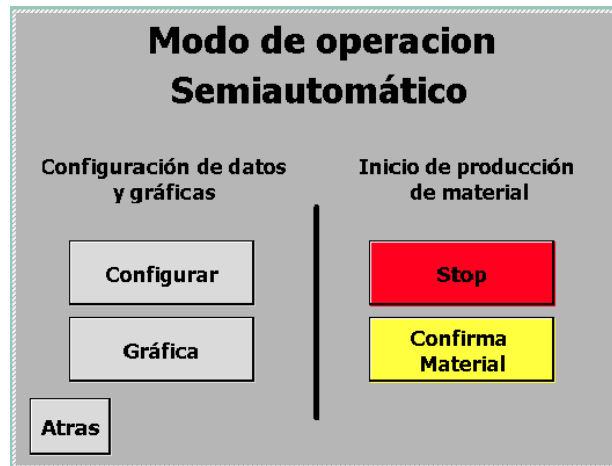 Modo de operacion
Semiautomático
Configuración de datos
y gráficas
Configurar
Gráfica
Atras
Inicio de producción
de material
Stop
Confirma
Material